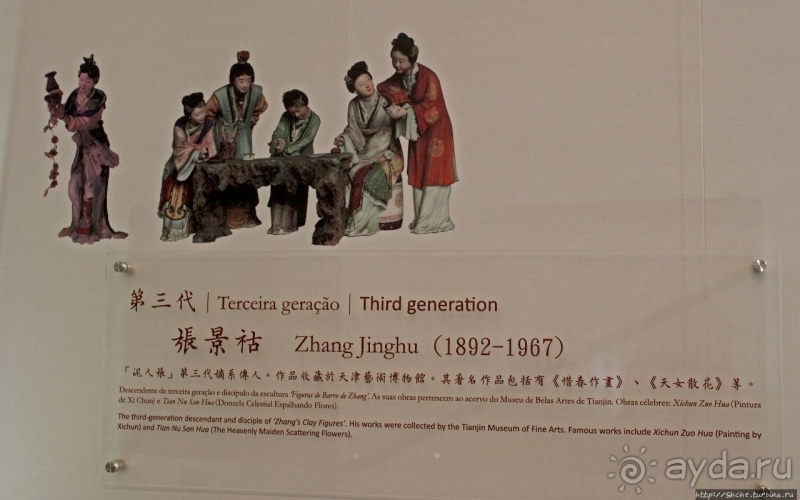 第三代 | Terceira geração | Third generation
張景祜 Zhang Jinghu (1892-1967)
「泥人張」第三代嫡系傳人。作品收藏於天津藝術博物館。其著名作品包括有《惜春作畫》、《天女散花》等。
Descendente de terceira geração e discípulo da escultura 'Figuras de Barro de Zhang'. As suas obras pertencem ao acervo do Museu de Belas Artes de Tianjin. Obras célebres: Xichun Zuo Hua (Pintura
de Xi Chun) e Tian Nu San Hua (Donzela Celestial Espalhando Flores).
The third-generation descendant and disciple of 'Zhang's Clay Figures'. His works were collected by the Tianjin Museum of Fine Arts. Famous works include Xichun Zuo Hua (Painting by
Xichun) and Tian Nu San Hua (The Heavenly Maiden Scattering Flowers).
ayda.ru
https://Shche.turbina.ru